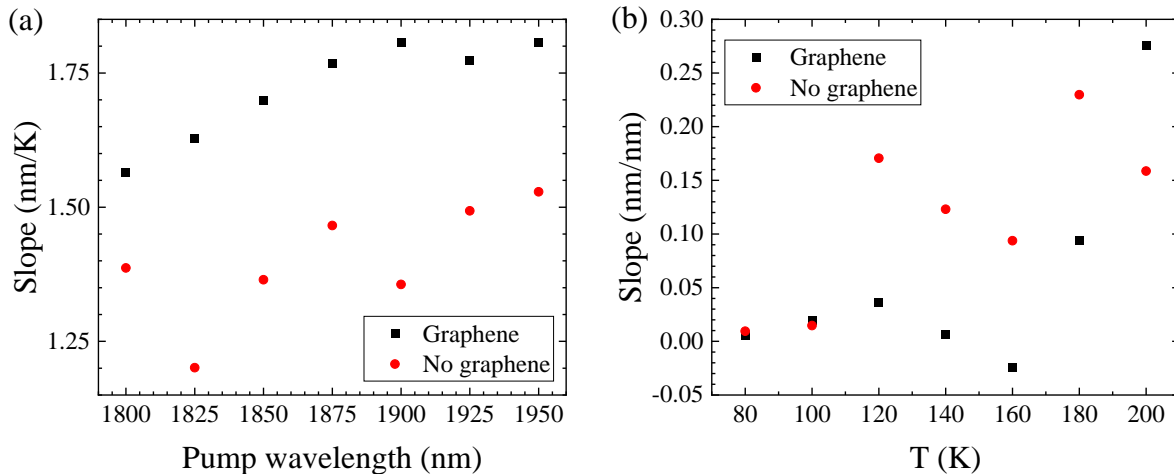 (a)
Slope (nm/K)
1.75
1.50
1.25
Graphene
No graphene
1800 1825 1850 1875 1900 1925 1950
Pump wavelength (nm)
(b)
Slope (nm/nm)
0.30
0.25
0.20
0.15
0.10
0.05
0.00
-0.05
Graphene
No graphene
80 100 120 140 160 180 200
T (K)